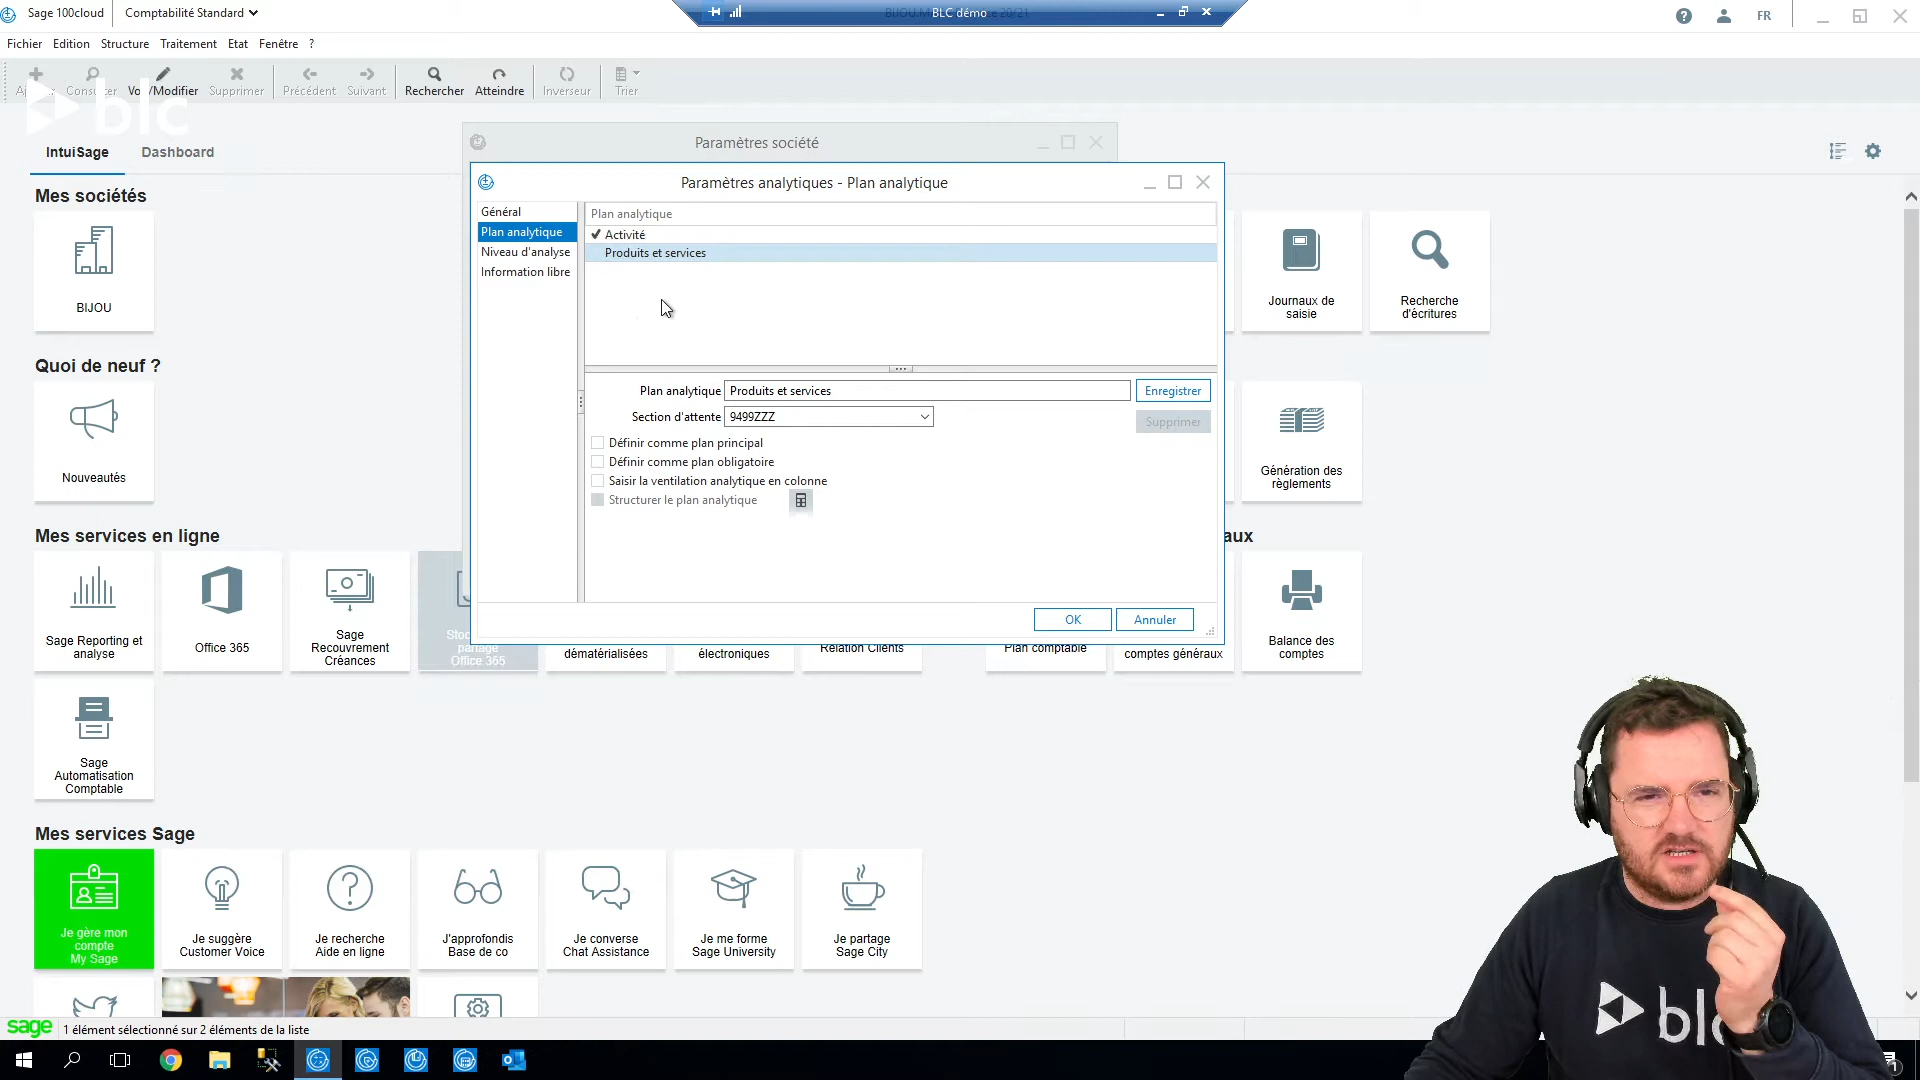 Sage 100cloud
Comptabilité Standard
BLC démo
FR
Fichier
Edition
Structure
Traitement
Etat
Fenêtre
?
Voir/Modifier
Supprimer
Précédent
Suivant
Rechercher
Atteindre
Inverseur
Trier
blc
IntuiSage
Dashboard
Paramètres société
Paramètres analytiques - Plan analytique
Général
Plan analytique
Niveau d'analyse
Information libre
Plan analytique
Activité
Produits et services
Plan analytique
Produits et services
Enregistrer
Section d'attente
9499ZZZ
Supprimer
Définir comme plan principal
Définir comme plan obligatoire
Saisir la ventilation analytique en colonne
Structurer le plan analytique
OK
Annuler
Mes sociétés
BIJOU
Journaux de
saisie
Recherche
d'écritures
Quoi de neuf ?
Nouveautés
Génération des
règlements
Mes services en ligne
aux
Sage Reporting et
analyse
Office 365
Sage
Recouvrement
Créances
partage
Office 365
dématérialisées
électroniques
Relation Clients
Plan comptable
comptes généraux
Balance des
comptes
Sage
Automatisation
Comptable
Mes services Sage
Je gère mon
compte
My Sage
Je suggère
Customer Voice
Je recherche
Aide en ligne
J'approfondis
Base de co
Je converse
Chat Assistance
Je me forme
Sage University
Je partage
Sage City
sage
1 élément sélectionné sur 2 éléments de la liste